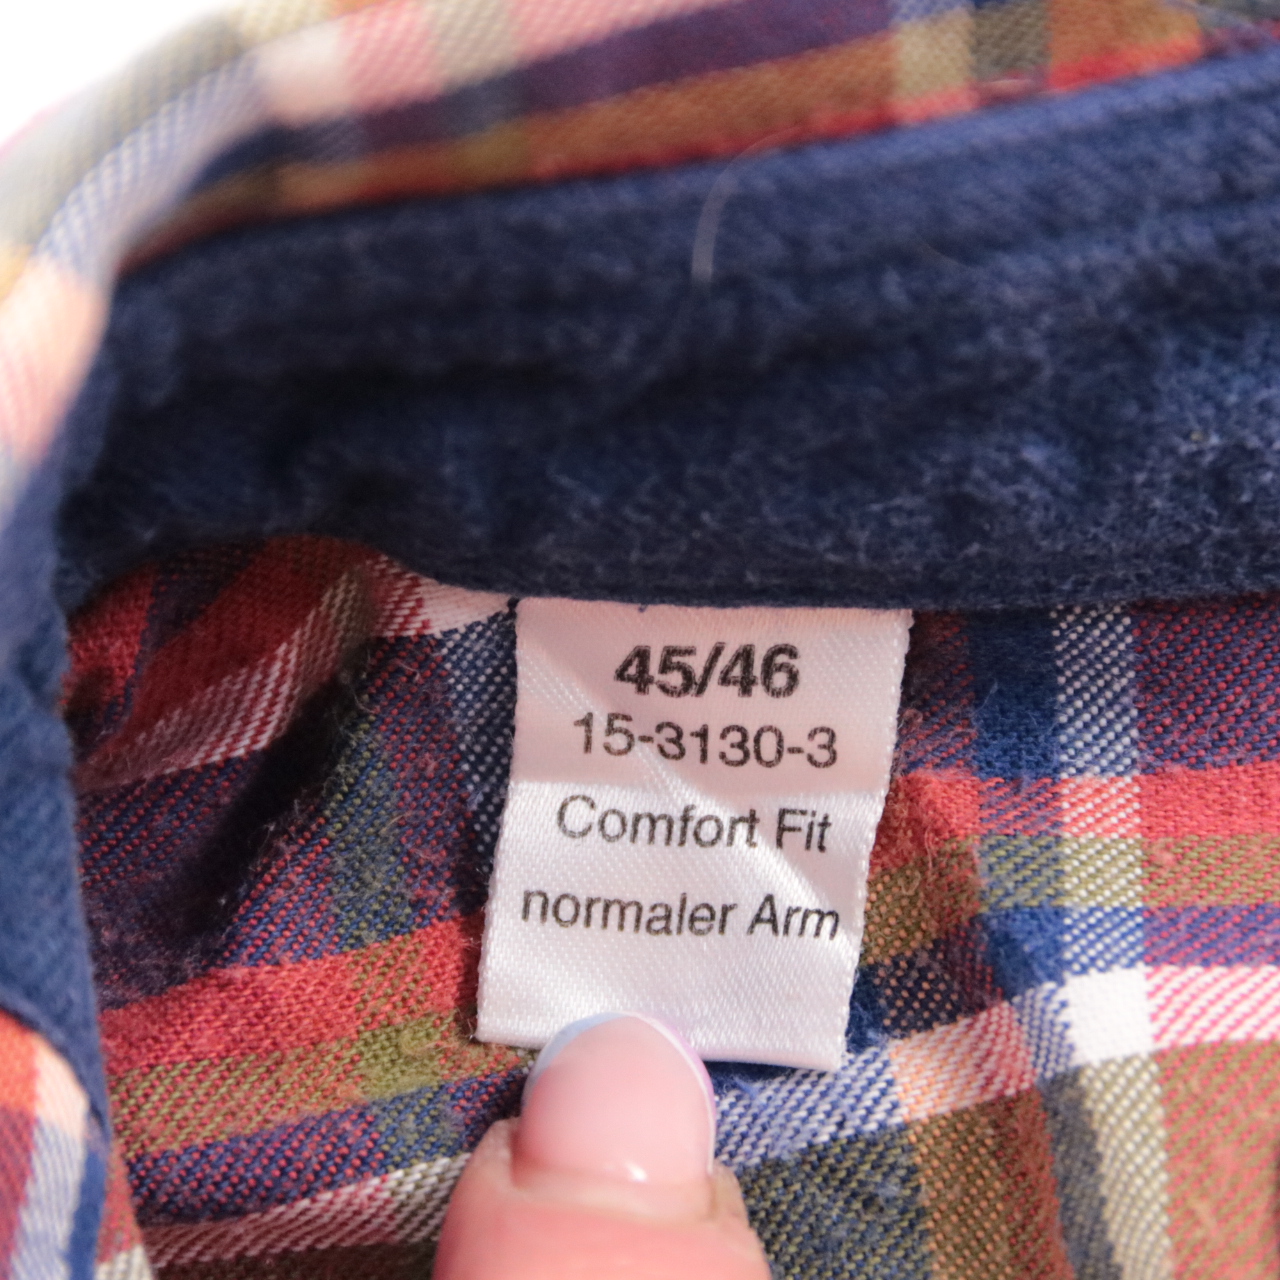 45/46
15-3130-3
Comfort Fit
normaler Arm